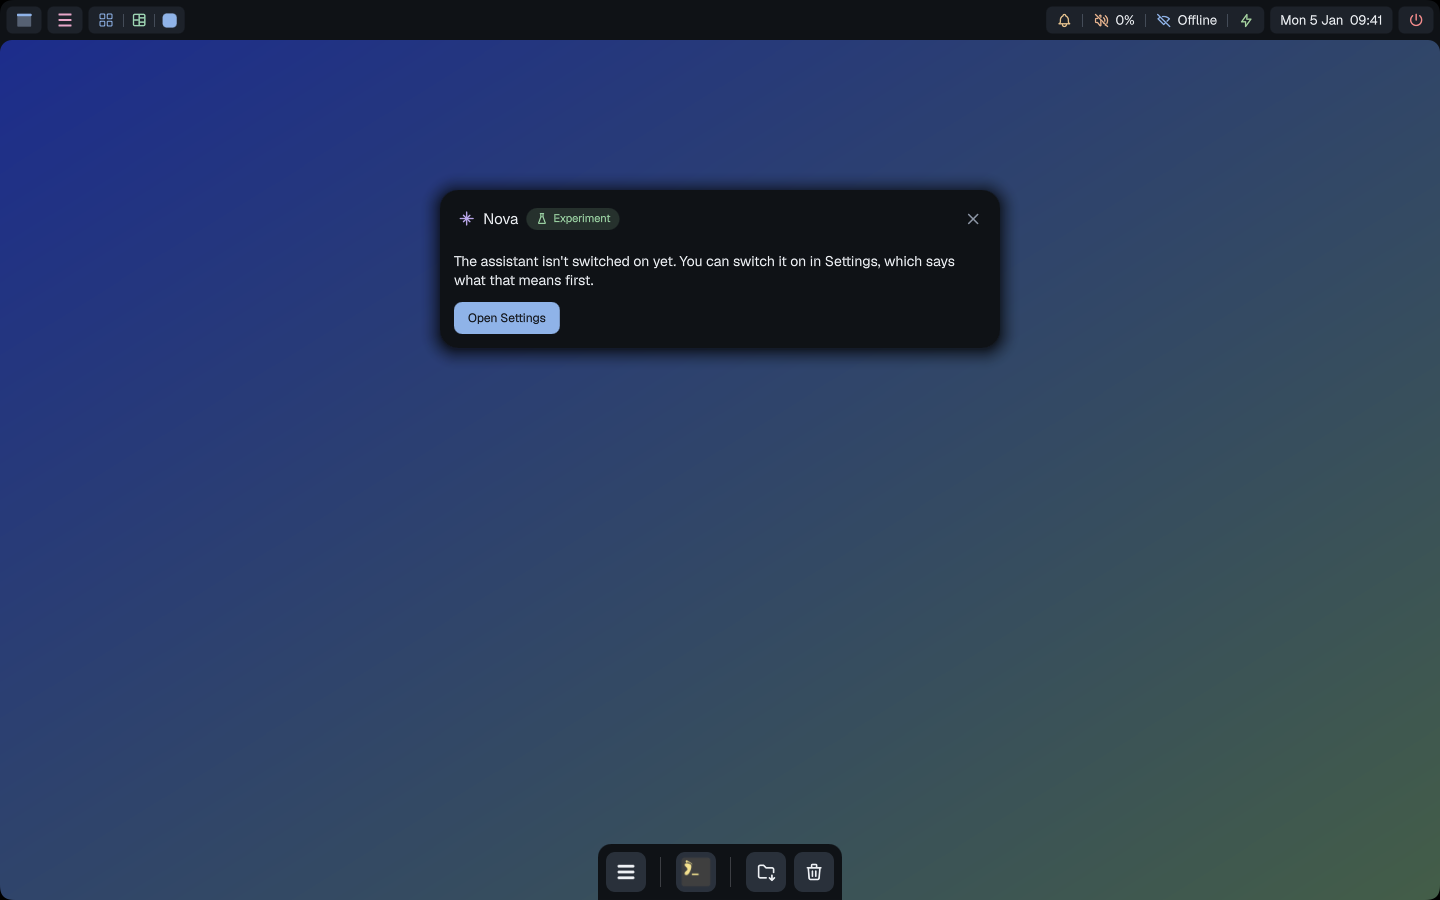 0%
Offline
Mon 5 Jan 09:41
Nova
Experiment
The assistant isn't switched on yet. You can switch it on in Settings, which says
what that means first.
Open Settings